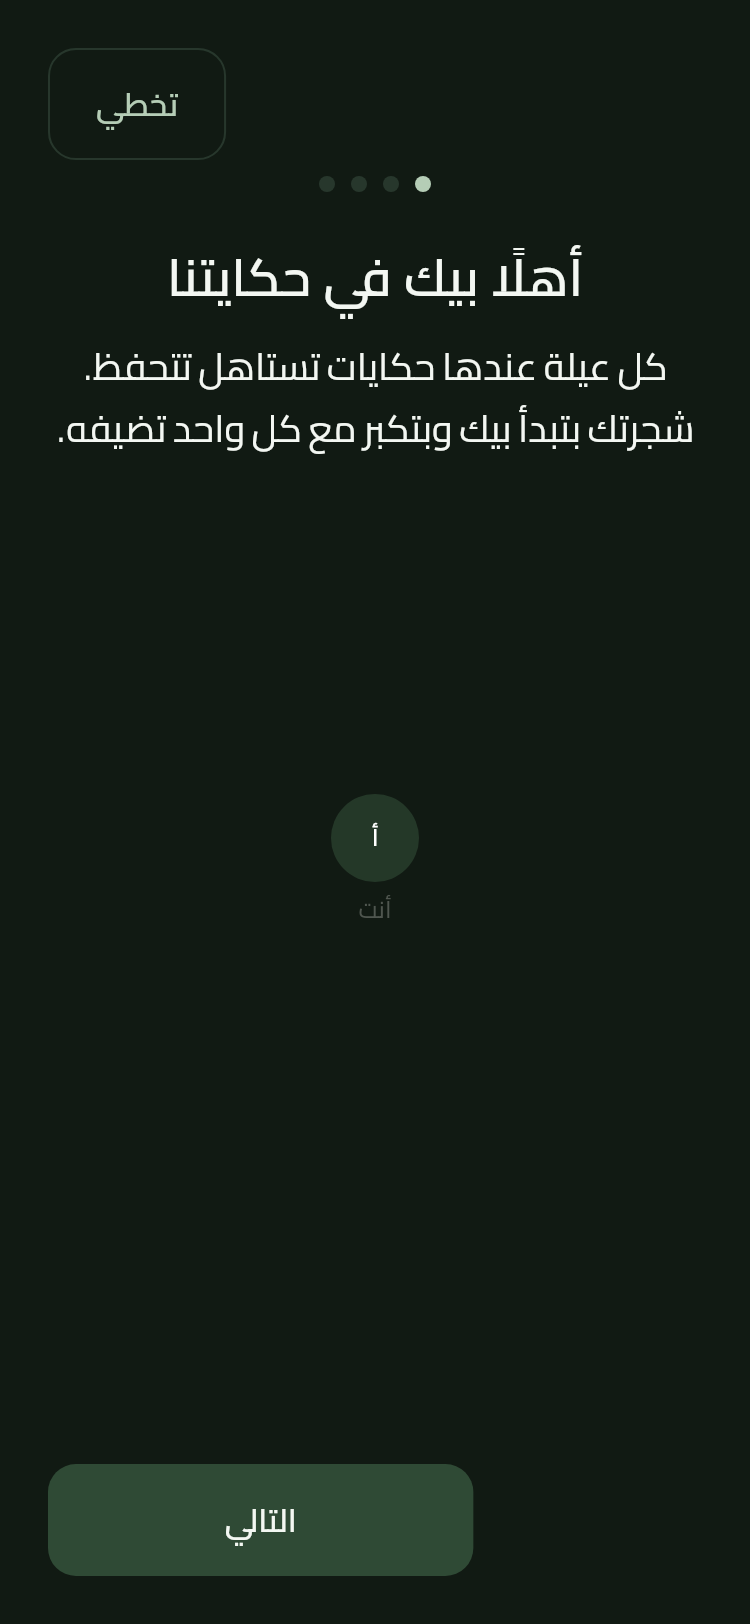 تخطي
أهلًا بيك في حكايتنا
كل عيلة عندها حكايات تستاهل تتحفظ.
شجرتك بتبدأ بيك وبتكبر مع كل واحد تضيفه.
أ
أنت
التالي